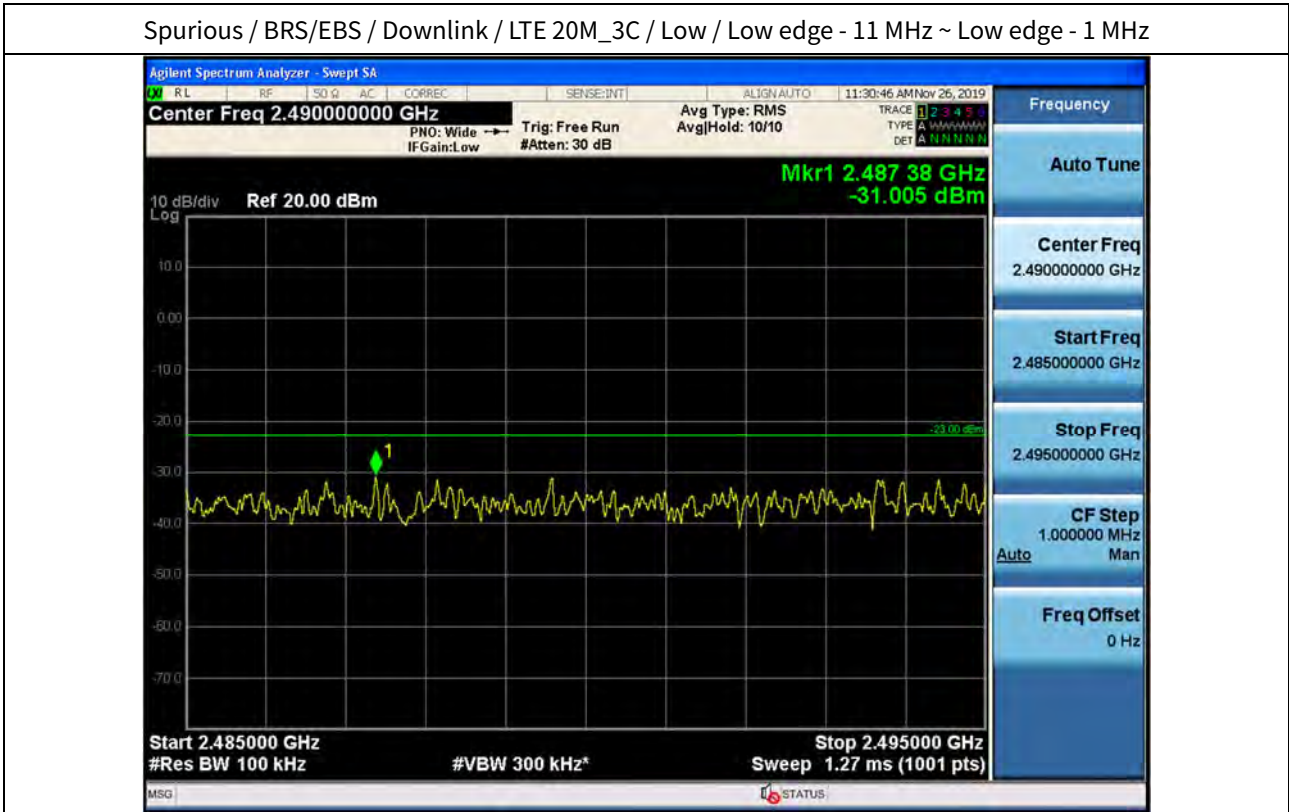 Spurious / BRS/EBS / Downlink / LTE 20M_3C / Low / Low edge - 11 MHz ~ Low edge - 1 MHz
Agilent Spectrum Analyzer - Swept SA
RL RF 50 Ω AC CORREC SENSE:INT ALIGN AUTO 11:30:46 AM Nov 26, 2019
Center Freq 2.490000000 GHz
PNO: Wide
IFGain:Low
Trig: Free Run
#Atten: 30 dB
Avg Type: RMS
Avg|Hold: 10/10
TRACE 1 2 3 4 5 6
TYPE A WWWWW
DET A N N N N N
Mkr1 2.487 38 GHz
-31.005 dBm
10 dB/div
Log
Ref 20.00 dBm
10.0
0.00
-10.0
-20.0
-23.00 dBm
1
-30.0
-40.0
-50.0
-60.0
-70.0
Start 2.485000 GHz
Stop 2.495000 GHz
#Res BW 100 kHz
#VBW 300 kHz*
Sweep 1.27 ms (1001 pts)
MSG
STATUS
Frequency
Auto Tune
Center Freq
2.490000000 GHz
Start Freq
2.485000000 GHz
Stop Freq
2.495000000 GHz
CF Step
1.000000 MHz
Auto Man
Freq Offset
0 Hz